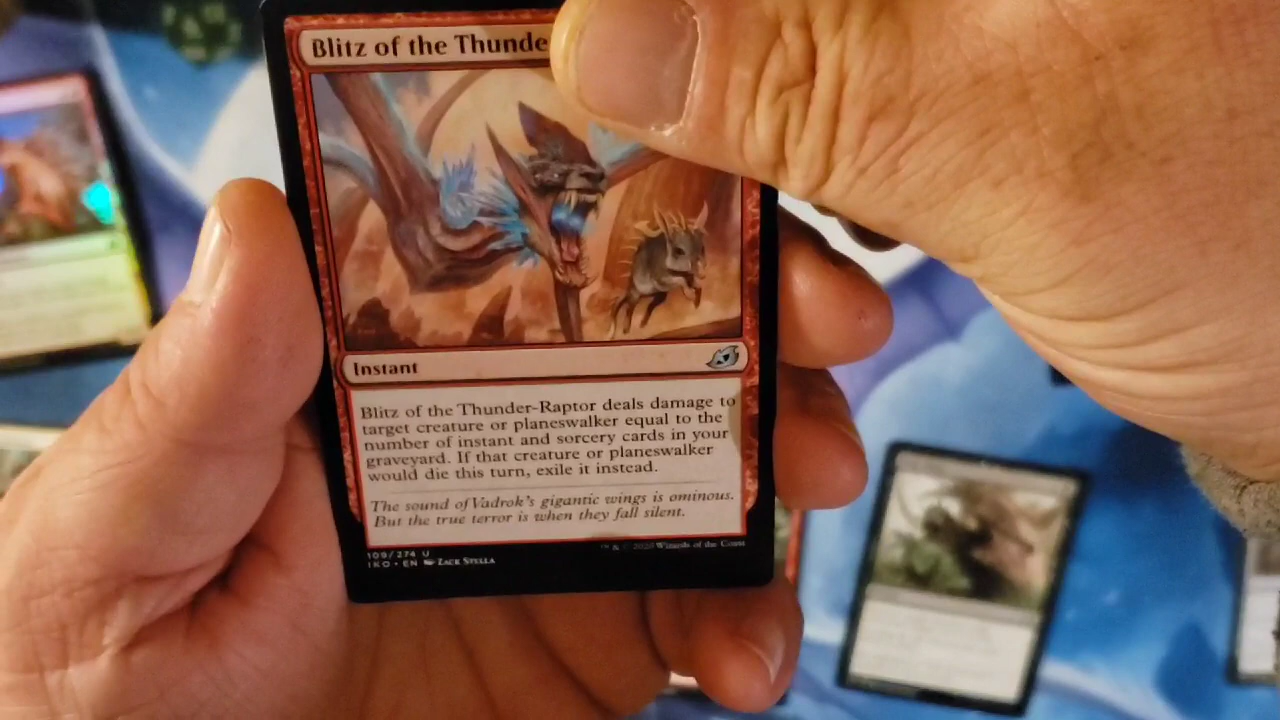 Blitz of the Thunde
Instant
Blitz of the Thunder-Raptor deals damage to
target creature or planeswalker equal to the
number of instant and sorcery cards in your
graveyard. If that creature or planeswalker
would die this turn, exile it instead.
The sound of Vadrok's gigantic wings is ominous.
But the true terror is when they fall silent.
109/274 U
™ & © 2020 Wizards of the Coast
IKO • EN Zack Stella